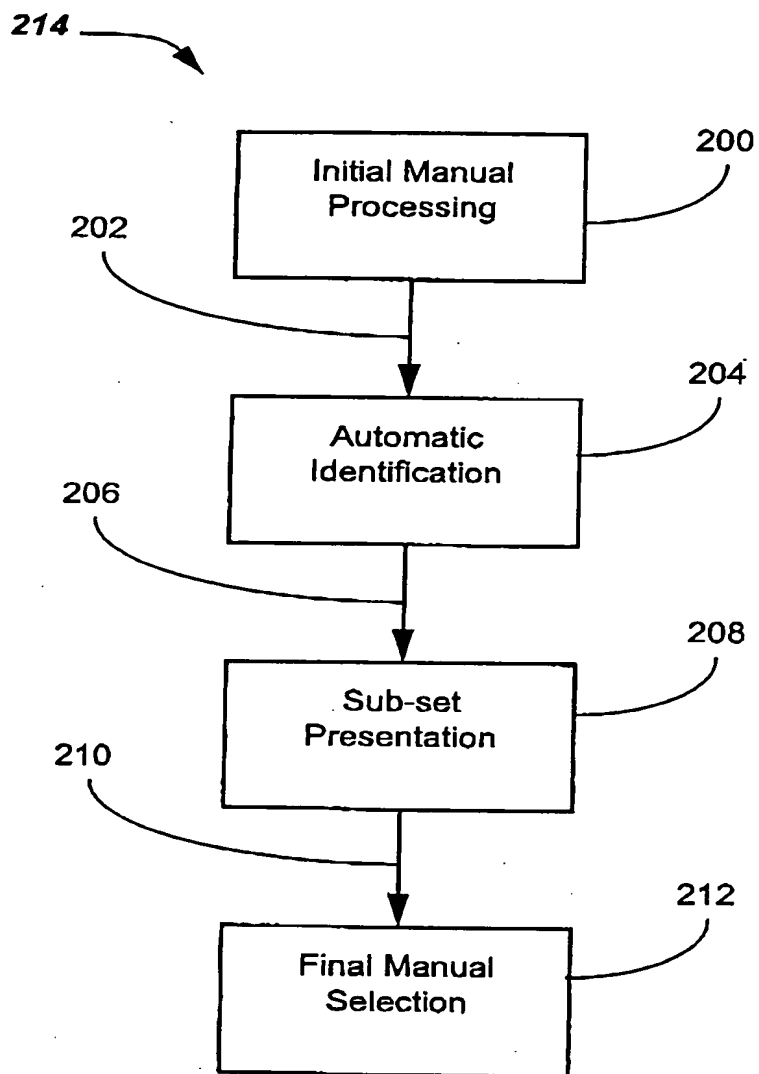 214
Initial Manual
Processing
200
202
Automatic
Identification
204
206
Sub-set
Presentation
208
210
Final Manual
Selection
212